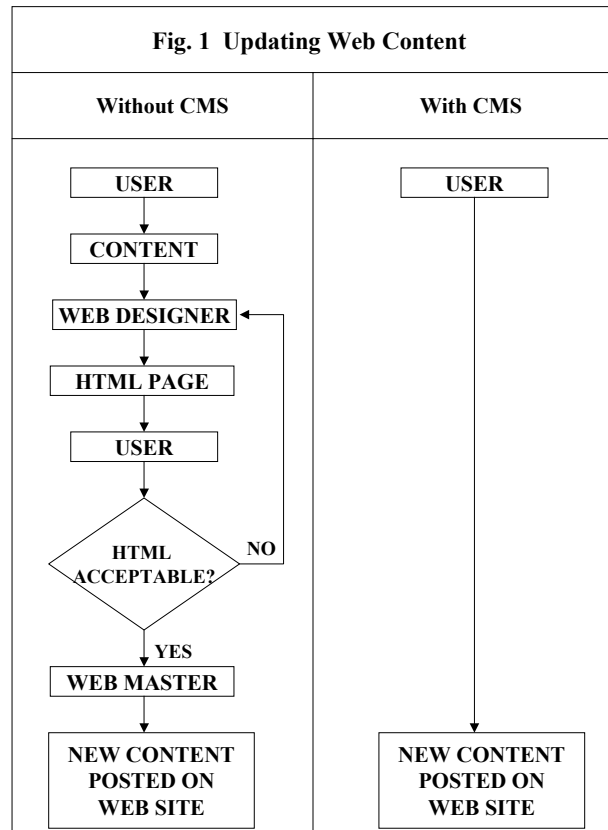 Fig. 1 Updating Web Content
Without CMS
With CMS
USER
CONTENT
WEB DESIGNER
HTML PAGE
USER
HTML
ACCEPTABLE?
NO
YES
WEB MASTER
NEW CONTENT
POSTED ON
WEB SITE
USER
NEW CONTENT
POSTED ON
WEB SITE